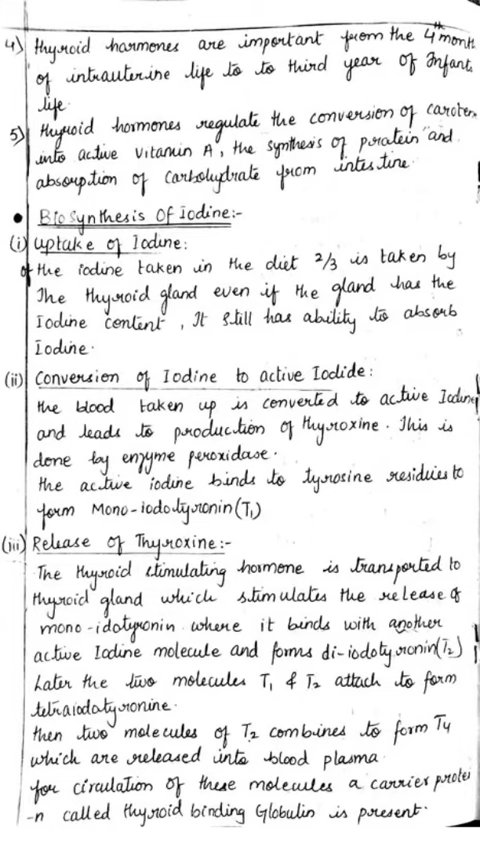 4) Thyroid harmones are important from the 4th month
of intrauterine life to to third year of Infant
life
5) thyroid hormones regulate the conversion of caroten
into active vitamin A, the synthesis of poratein and
absorption of carbohydrate from intestine
• Biosynthesis Of Iodine:-
(i) uptake of Iodine:
Of the iodine taken in the diet 2/3 is taken by
The thyroid gland even if the gland has the
Iodine content, It still has ability to absorb
Iodine.
(ii) Conversion of Iodine to active Iodide:
the blood taken up is converted to active Iodine
and leads to production of thyroxine. This is
done by enzyme peroxidase.
the active iodine binds to tyrosine residues to
form Mono-iodotyronin (T1)
(iii) Release of Thyroxine:-
The thyroid stimulating hormone is transported to
thyroid gland which stimulates the release of
mono-idotyronin where it binds with another
active Iodine molecule and forms di-iodotyronin (T2)
Later the two molecules T1 & T2 attach to form
tetraiodatyronine.
then two molecules of T2 combines to form T4
which are released into blood plasma
for circulation of these molecules a carrier protei
-n called thyroid binding Globulin is present.